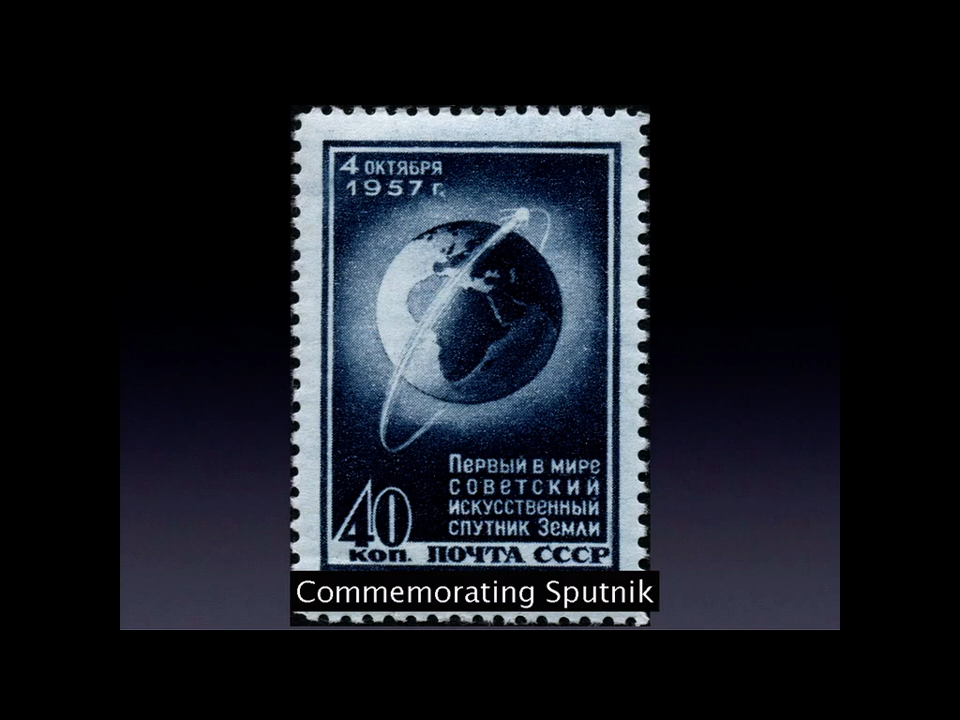 4 ОКТЯБРЯ
1957 г.
Первый в мире
советский
искусственный
спутник Земли
40
коп. ПОЧТА СССР
Commemorating Sputnik